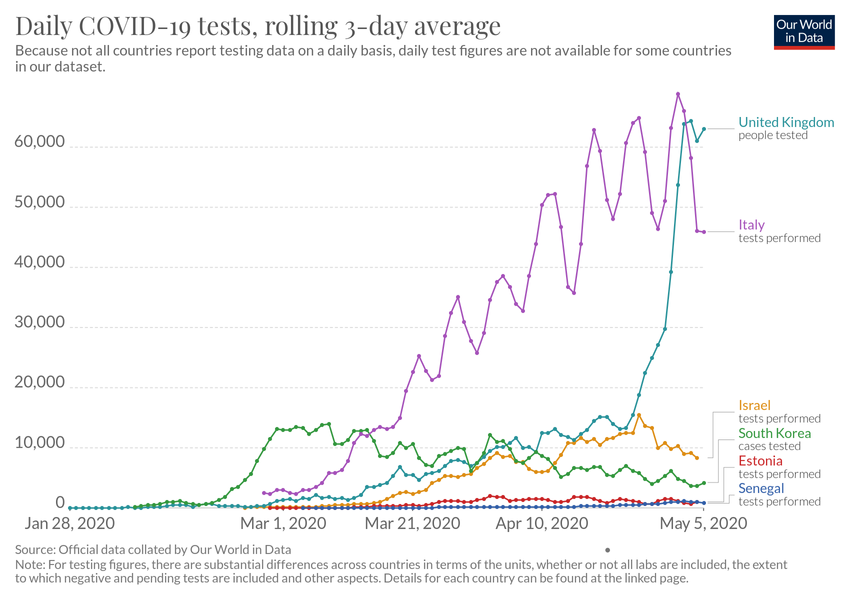 Daily COVID-19 tests, rolling 3-day average
Our World
in Data
Because not all countries report testing data on a daily basis, daily test figures are not available for some countries
in our dataset.
60,000
50,000
40,000
30,000
20,000
10,000
0
United Kingdom
people tested
Italy
tests performed
Israel
tests performed
South Korea
cases tested
Estonia
tests performed
Senegal
tests performed
Jan 28, 2020
Mar 1, 2020
Mar 21, 2020
Apr 10, 2020
May 5, 2020
Source: Official data collated by Our World in Data
Note: For testing figures, there are substantial differences across countries in terms of the units, whether or not all labs are included, the extent
to which negative and pending tests are included and other aspects. Details for each country can be found at the linked page.